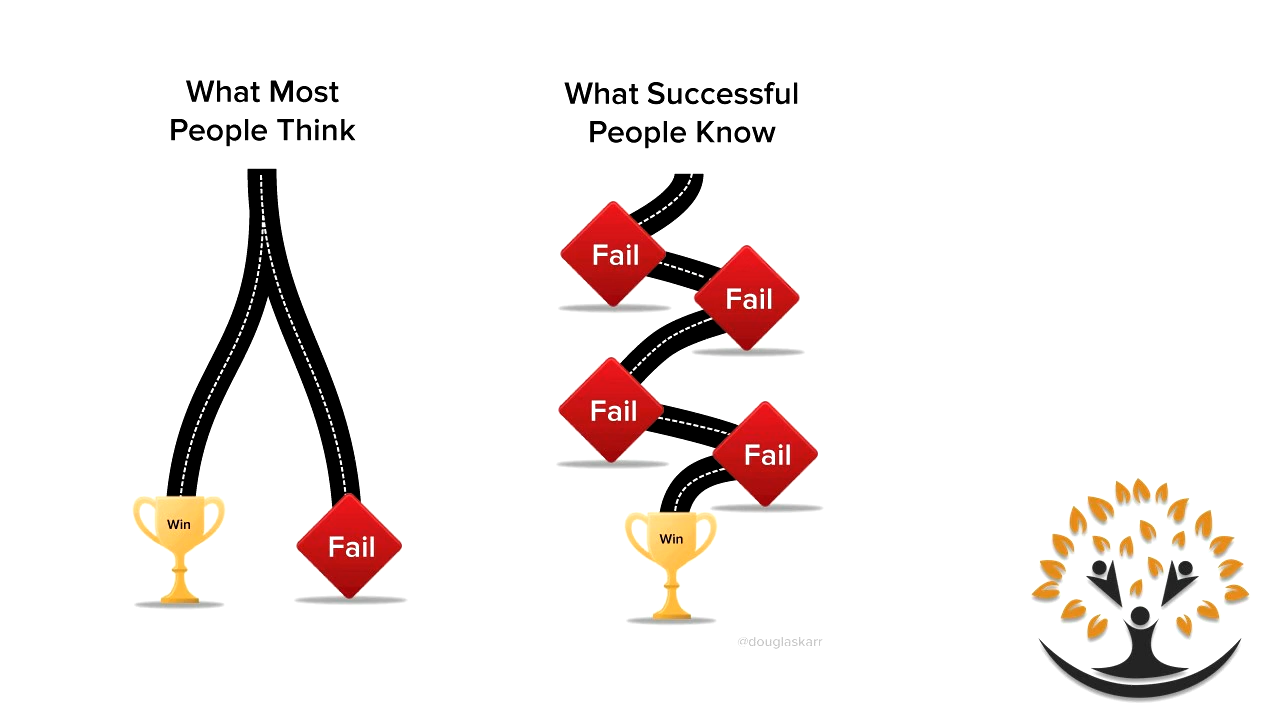 What Most
People Think
Win
Fail
What Successful
People Know
Fail
Fail
Fail
Fail
Win
@douglaskarr